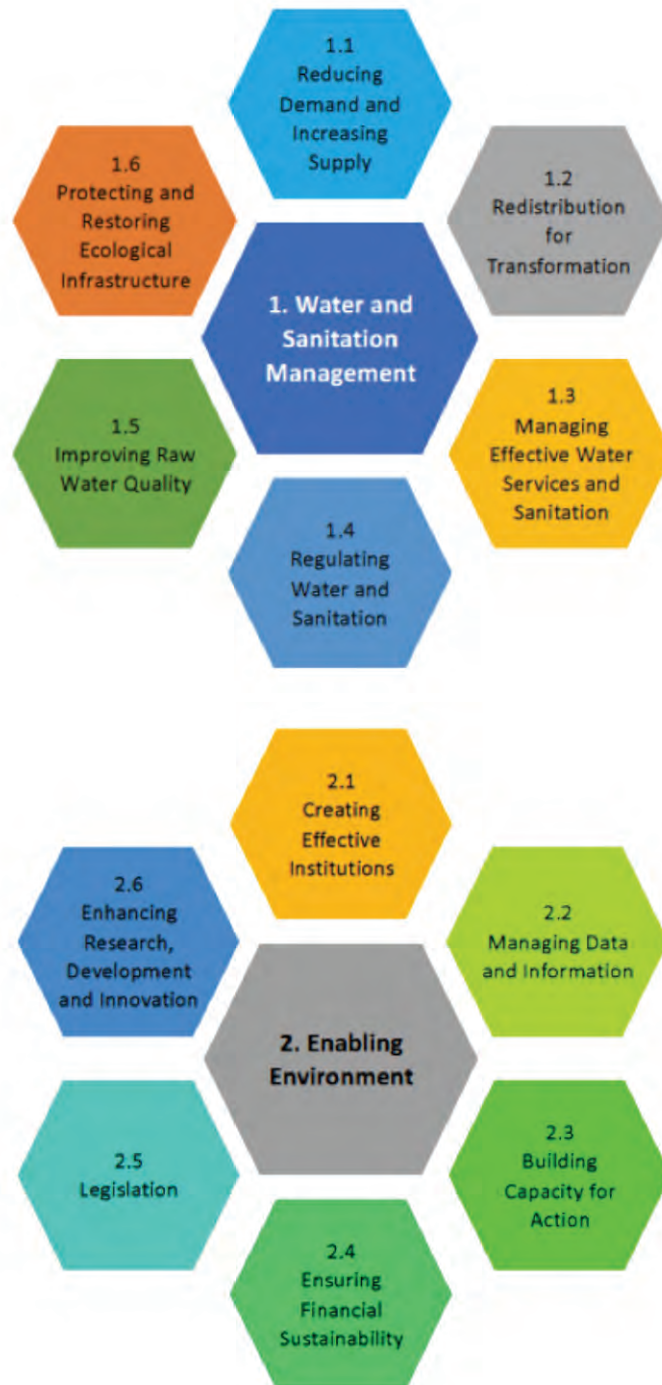 1.1
Reducing
Demand and
Increasing
Supply
1.2
Redistribution
for
Transformation
1.3
Managing
Effective Water
Services and
Sanitation
1.4
Regulating
Water and
Sanitation
1.5
Improving Raw
Water Quality
1.6
Protecting and
Restoring
Ecological
Infrastructure
1. Water and
Sanitation
Management
2.1
Creating
Effective
Institutions
2.2
Managing Data
and Information
2.3
Building
Capacity for
Action
2.4
Ensuring
Financial
Sustainability
2.5
Legislation
2.6
Enhancing
Research,
Development
and Innovation
2. Enabling
Environment